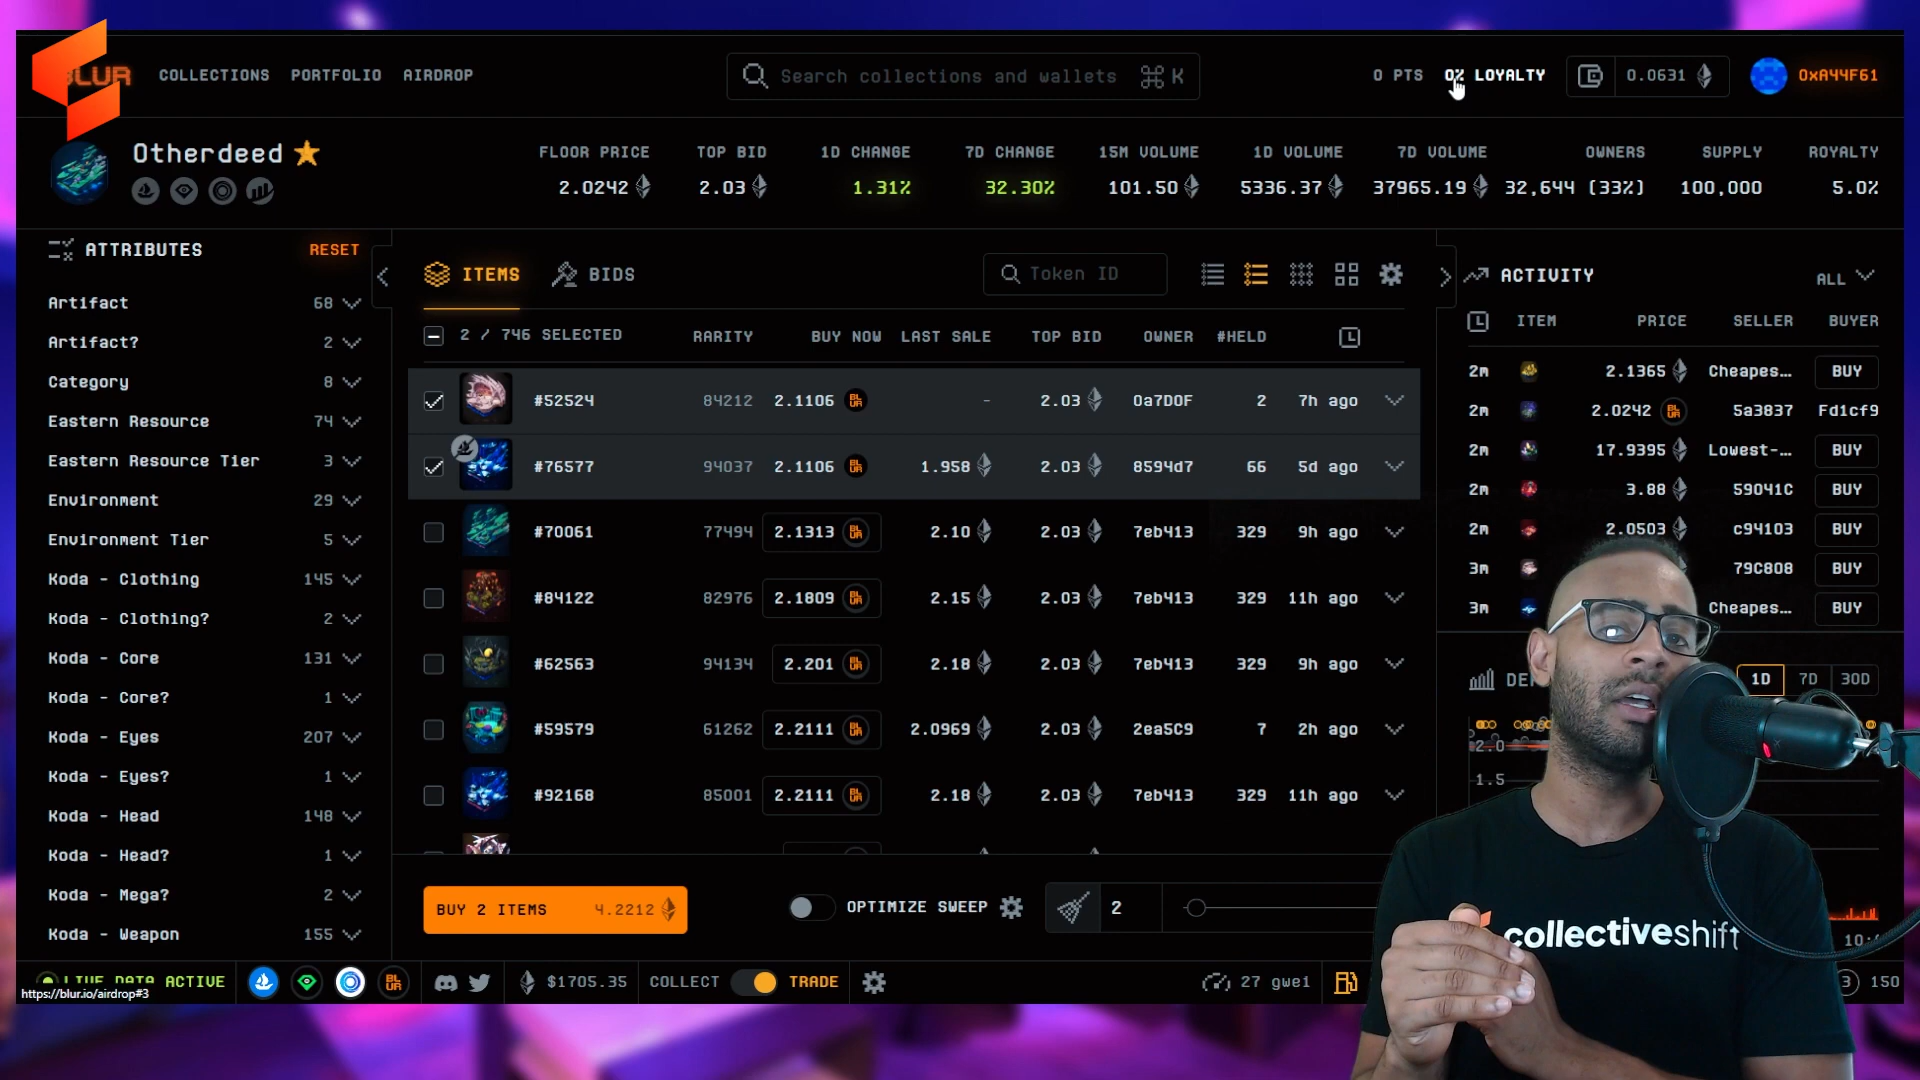 BLUR COLLECTIONS PORTFOLIO AIRDROP Search collections and wallets ⌘ K 0 PTS 0% LOYALTY 0.0631 0xA44F61
Otherdeed
FLOOR PRICE TOP BID 1D CHANGE 7D CHANGE 15M VOLUME 1D VOLUME 7D VOLUME OWNERS SUPPLY ROYALTY
2.0242 2.03 1.31% 32.30% 101.50 5336.37 37965.19 32,644 (33%) 100,000 5.0%
ATTRIBUTES RESET
Artifact 68
Artifact? 2
Category 8
Eastern Resource 74
Eastern Resource Tier 3
Environment 29
Environment Tier 5
Koda - Clothing 145
Koda - Clothing? 2
Koda - Core 131
Koda - Core? 1
Koda - Eyes 207
Koda - Eyes? 1
Koda - Head 148
Koda - Head? 1
Koda - Mega? 2
Koda - Weapon 155
ITEMS BIDS Token ID
2 / 746 SELECTED RARITY BUY NOW LAST SALE TOP BID OWNER #HELD
#52524 84212 2.1106 BLUR - 2.03 0a7D0F 2 7h ago
#76577 94037 2.1106 BLUR 1.958 2.03 8594d7 66 5d ago
#70061 77494 2.1313 BLUR 2.10 2.03 7eb413 329 9h ago
#84122 82976 2.1809 BLUR 2.15 2.03 7eb413 329 11h ago
#62563 94134 2.201 BLUR 2.18 2.03 7eb413 329 9h ago
#59579 61262 2.2111 BLUR 2.0969 2.03 2ea5C9 7 2h ago
#92168 85001 2.2111 BLUR 2.18 2.03 7eb413 329 11h ago
BUY 2 ITEMS 4.2212 OPTIMIZE SWEEP 2
ACTIVITY ALL
ITEM PRICE SELLER BUYER
2m 2.1365 Cheapes... BUY
2m 2.0242 BLUR 5a3837 Fd1cf9
2m 17.9395 Lowest-... BUY
2m 3.88 59041C BUY
2m 2.0503 c94103 BUY
3m 79C808 BUY
3m Cheapes... BUY
1D 7D 30D
2.0
1.5
collectiveshift
LIVE DATA ACTIVE BLUR $1705.35 COLLECT TRADE 27 gwei 150
https://blur.io/airdrop#3